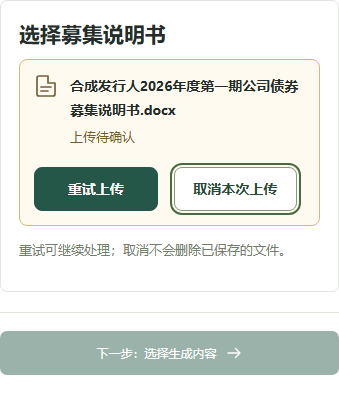 选择募集说明书
合成发行人2026年度第一期公司债券
募集说明书.docx
上传待确认
重试上传
取消本次上传
重试可继续处理；取消不会删除已保存的文件。
下一步：选择生成内容 →